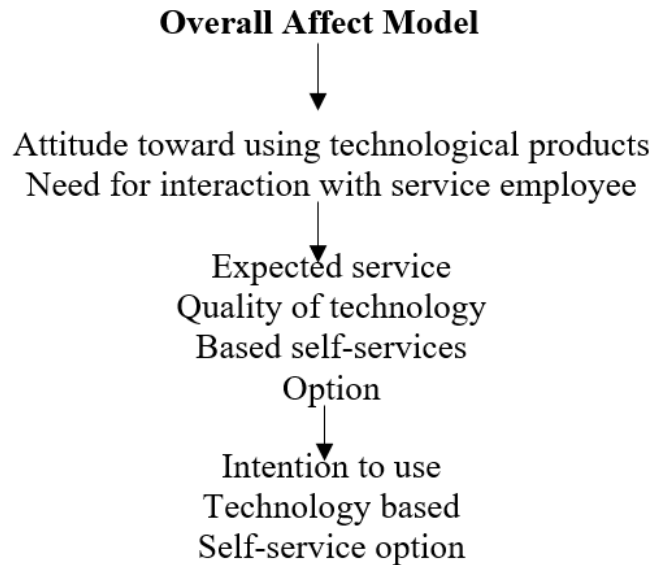 Overall Affect Model
Attitude toward using technological products
Need for interaction with service employee
Expected service
Quality of technology
Based self-services
Option
Intention to use
Technology based
Self-service option